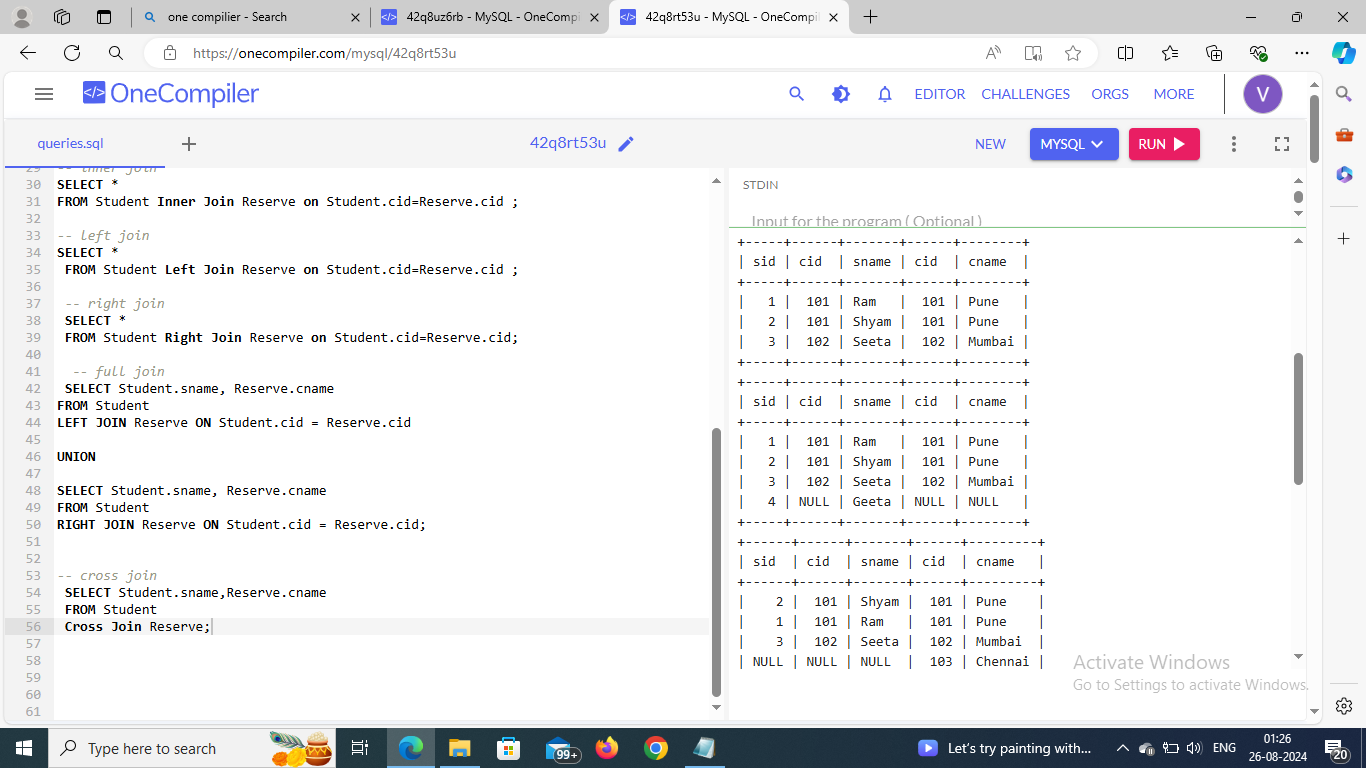 one compilier - Search
42q8uz6rb - MySQL - OneCompi
42q8rt53u - MySQL - OneCompil
https://onecompiler.com/mysql/42q8rt53u
OneCompiler
EDITOR CHALLENGES ORGS MORE
V
queries.sql
42q8rt53u
NEW MYSQL RUN
29 -- inner join
30 SELECT *
31 FROM Student Inner Join Reserve on Student.cid=Reserve.cid ;
32
33 -- left join
34 SELECT *
35 FROM Student Left Join Reserve on Student.cid=Reserve.cid ;
36
37 -- right join
38 SELECT *
39 FROM Student Right Join Reserve on Student.cid=Reserve.cid;
40
41 -- full join
42 SELECT Student.sname, Reserve.cname
43 FROM Student
44 LEFT JOIN Reserve ON Student.cid = Reserve.cid
45
46 UNION
47
48 SELECT Student.sname, Reserve.cname
49 FROM Student
50 RIGHT JOIN Reserve ON Student.cid = Reserve.cid;
51
52
53 -- cross join
54 SELECT Student.sname,Reserve.cname
55 FROM Student
56 Cross Join Reserve;
57
58
59
60
61
STDIN
Input for the program ( Optional )
+-----+------+-------+------+--------+
| sid | cid  | sname | cid  | cname  |
+-----+------+-------+------+--------+
|   1 |  101 | Ram   |  101 | Pune   |
|   2 |  101 | Shyam |  101 | Pune   |
|   3 |  102 | Seeta |  102 | Mumbai |
+-----+------+-------+------+--------+
+-----+------+-------+------+--------+
| sid | cid  | sname | cid  | cname  |
+-----+------+-------+------+--------+
|   1 |  101 | Ram   |  101 | Pune   |
|   2 |  101 | Shyam |  101 | Pune   |
|   3 |  102 | Seeta |  102 | Mumbai |
|   4 | NULL | Geeta | NULL | NULL   |
+-----+------+-------+------+--------+
+------+------+-------+------+---------+
| sid  | cid  | sname | cid  | cname   |
+------+------+-------+------+---------+
|    2 |  101 | Shyam |  101 | Pune    |
|    1 |  101 | Ram   |  101 | Pune    |
|    3 |  102 | Seeta |  102 | Mumbai  |
| NULL | NULL | NULL  |  103 | Chennai |
Activate Windows
Go to Settings to activate Windows.
Type here to search
99+
Let's try painting with...
ENG
01:26
26-08-2024
20